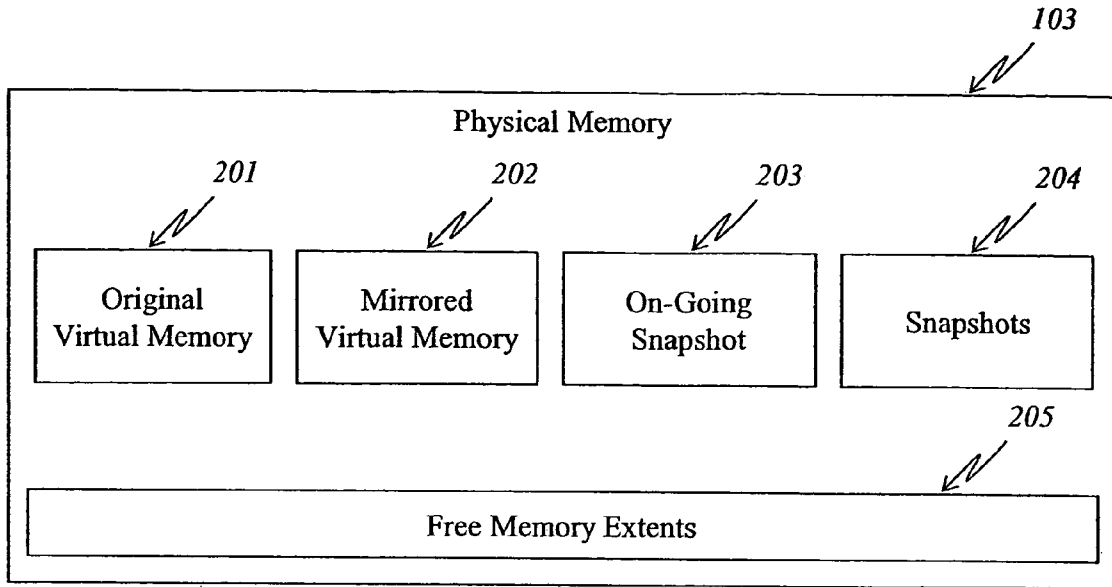 103
Physical Memory
201
202
203
204
Original
Virtual Memory
Mirrored
Virtual Memory
On-Going
Snapshot
Snapshots
205
Free Memory Extents